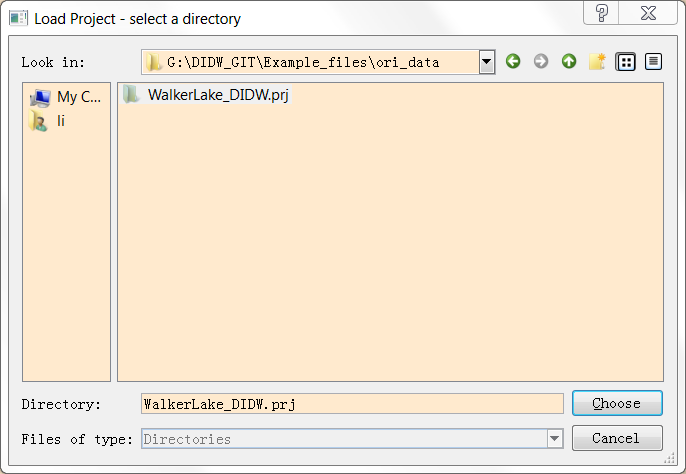 Load Project - select a directory
Look in: G:\DIDW_GIT\Example_files\ori_data
My C...
li
WalkerLake_DIDW.prj
Directory: WalkerLake_DIDW.prj Choose
Files of type: Directories Cancel